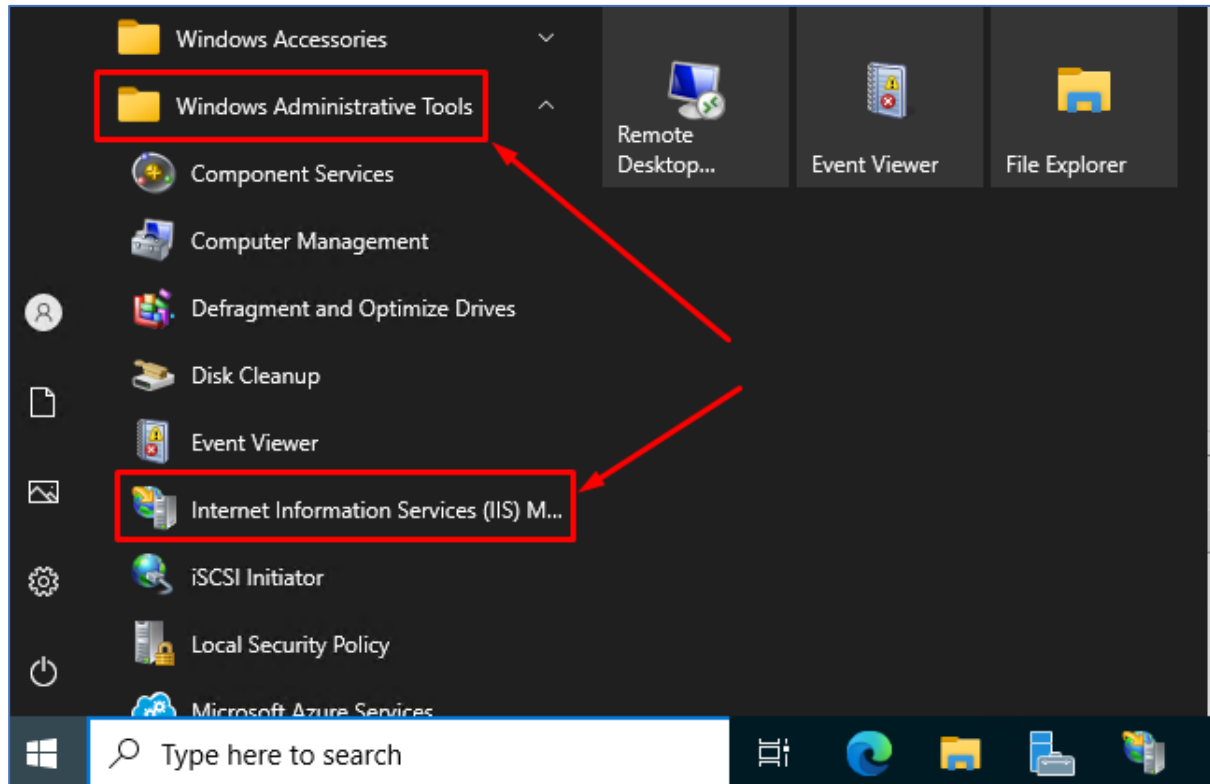 Windows Accessories
Windows Administrative Tools
Component Services
Computer Management
Defragment and Optimize Drives
Disk Cleanup
Event Viewer
Internet Information Services (IIS) M...
iSCSI Initiator
Local Security Policy
Microsoft Azure Services
Remote
Desktop...
Event Viewer
File Explorer
Type here to search